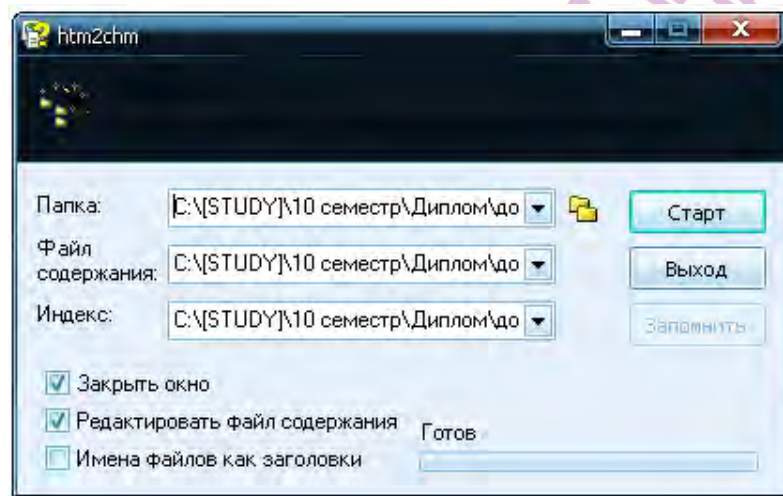 htm2chm
Папка:
C:\[STUDY]\10 семестр\Диплом\до
Старт
Файл
содержания:
C:\[STUDY]\10 семестр\Диплом\до
Выход
Индекс:
C:\[STUDY]\10 семестр\Диплом\до
Запомнить
Закрыть окно
Редактировать файл содержания
Готов
Имена файлов как заголовки